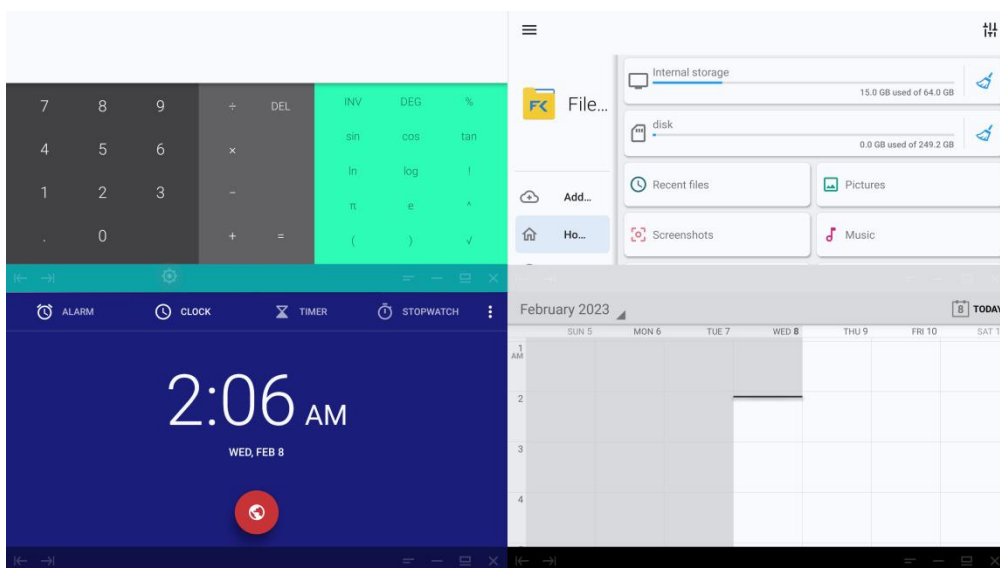 7 8 9 ÷ DEL INV DEG %
4 5 6 × sin cos tan
1 2 3 − ln log !
π e ^
. 0 + = ( ) √
FK File...
Add...
Ho...
Internal storage
15.0 GB used of 64.0 GB
disk
0.0 GB used of 249.2 GB
Recent files Pictures
Screenshots Music
ALARM CLOCK TIMER STOPWATCH
2:06 AM
WED, FEB 8
February 2023 8 TODAY
SUN 5 MON 6 TUE 7 WED 8 THU 9 FRI 10 SAT 1
1
AM
2
3
4